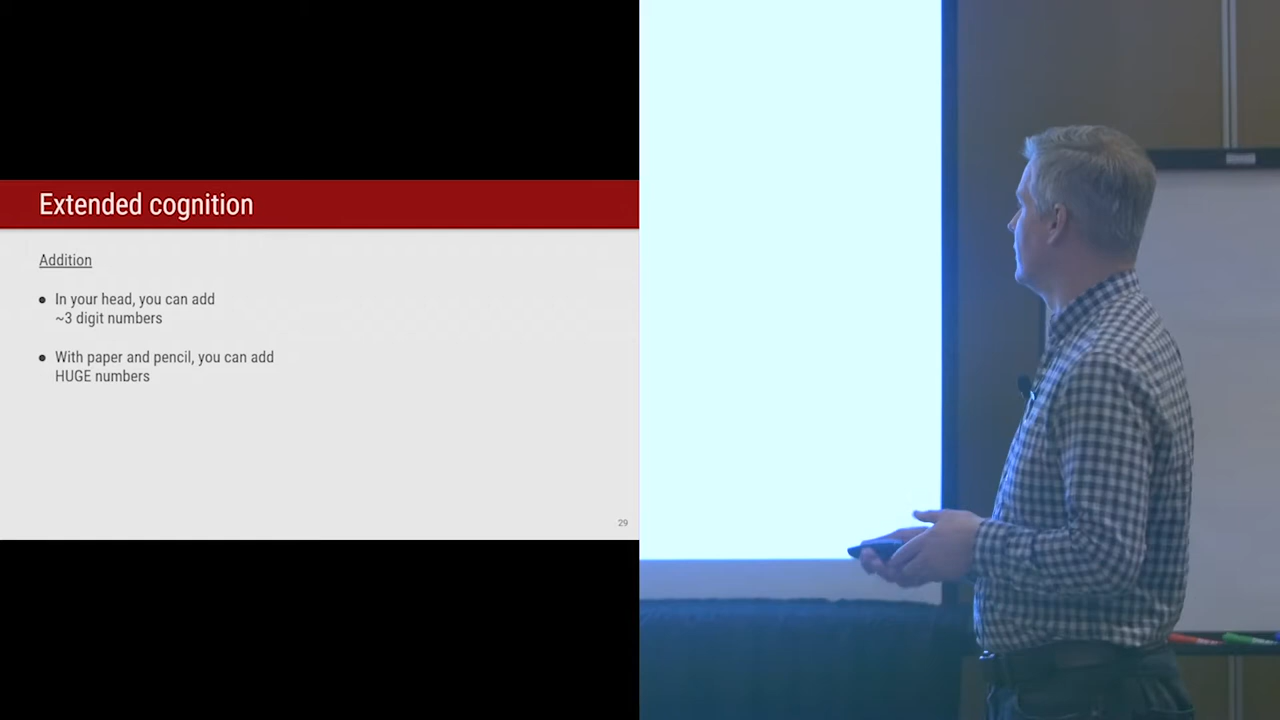 Extended cognition
Addition
● In your head, you can add
~3 digit numbers
● With paper and pencil, you can add
HUGE numbers
29